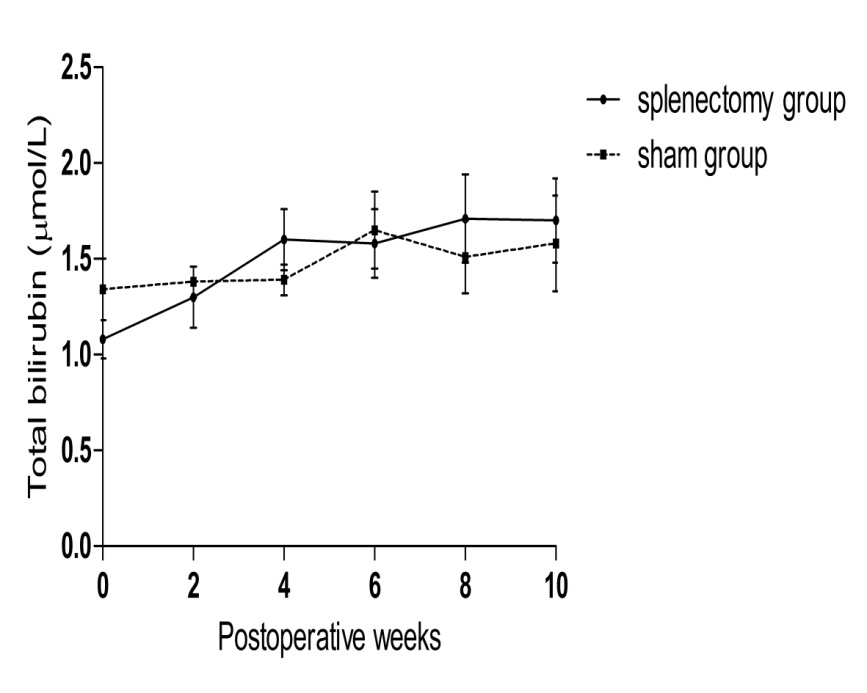 2.5
2.0
1.5
1.0
0.5
0.0
Total bilirubin (μmol/L)
0 2 4 6 8 10
Postoperative weeks
splenectomy group
sham group